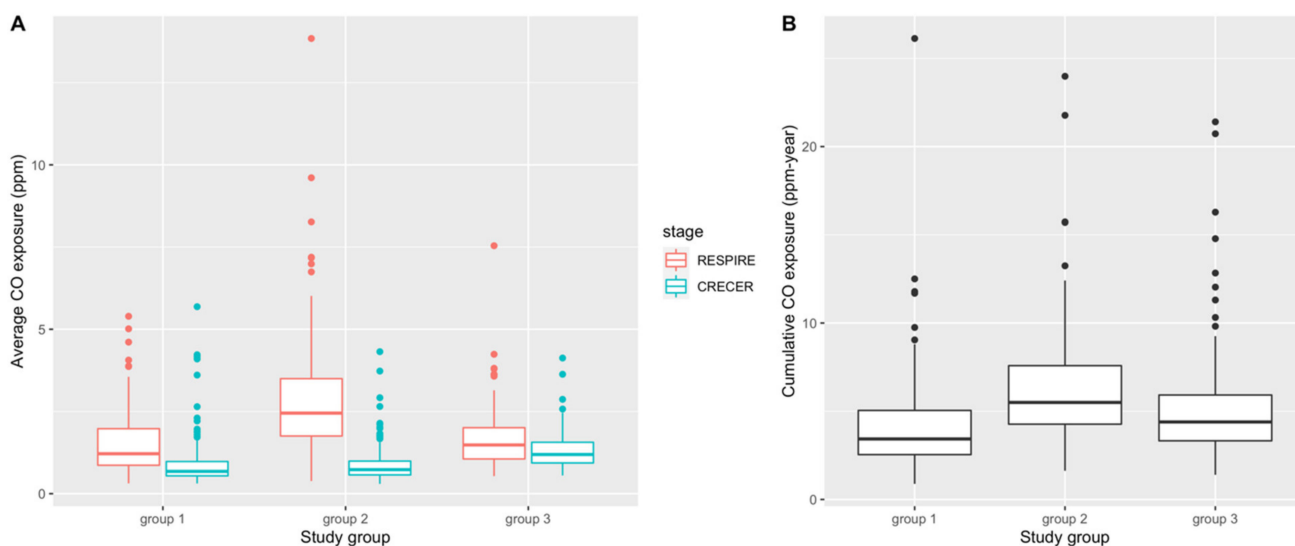 A
Average CO exposure (ppm)
10
5
0
group 1
group 2
group 3
Study group
stage
RESPIRE
CRECER
B
Cumulative CO exposure (ppm-year)
20
10
0
group 1
group 2
group 3
Study group